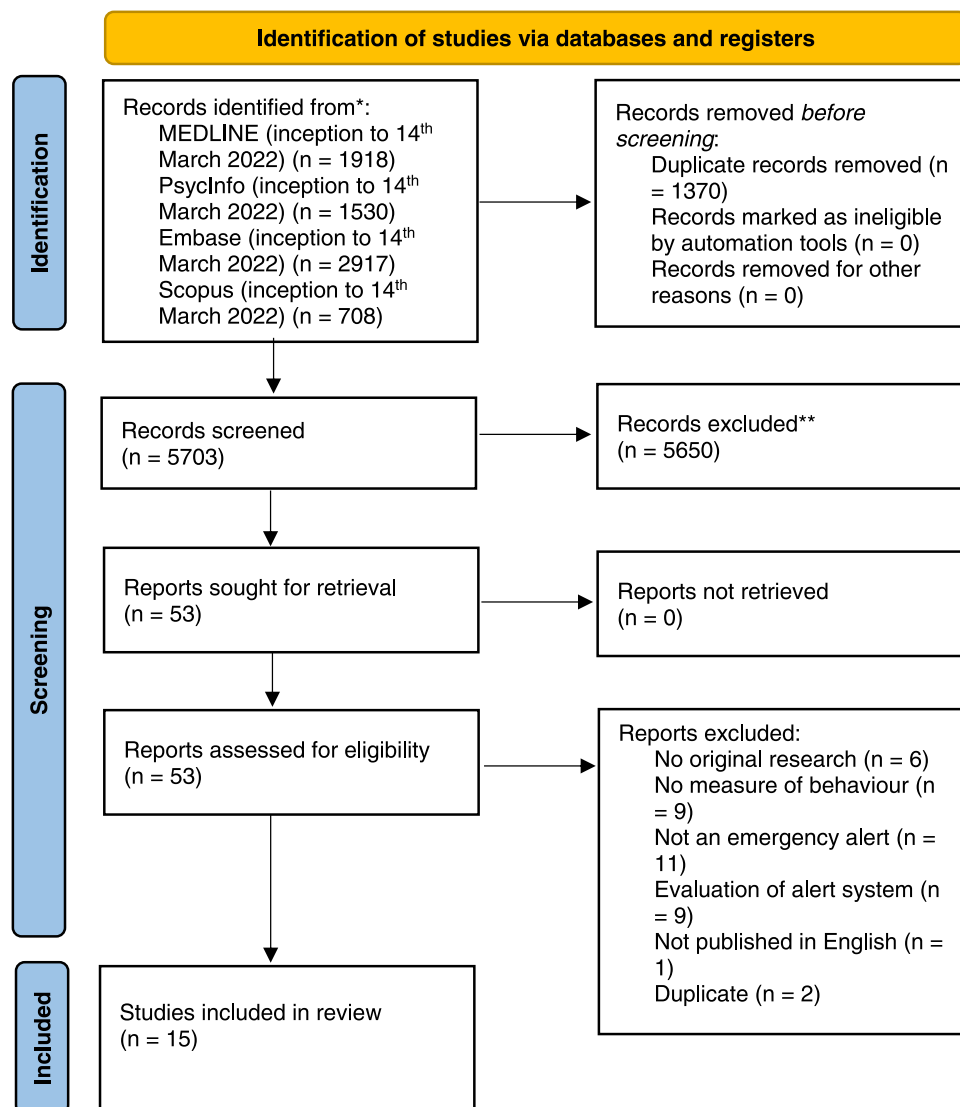 Identification of studies via databases and registers
Identification
Records identified from*:
MEDLINE (inception to 14th
March 2022) (n = 1918)
PsycInfo (inception to 14th
March 2022) (n = 1530)
Embase (inception to 14th
March 2022) (n = 2917)
Scopus (inception to 14th
March 2022) (n = 708)
Records removed before
screening:
Duplicate records removed (n
= 1370)
Records marked as ineligible
by automation tools (n = 0)
Records removed for other
reasons (n = 0)
Screening
Records screened
(n = 5703)
Records excluded**
(n = 5650)
Reports sought for retrieval
(n = 53)
Reports not retrieved
(n = 0)
Reports assessed for eligibility
(n = 53)
Reports excluded:
No original research (n = 6)
No measure of behaviour (n
= 9)
Not an emergency alert (n =
11)
Evaluation of alert system (n
= 9)
Not published in English (n =
1)
Duplicate (n = 2)
Included
Studies included in review
(n = 15)